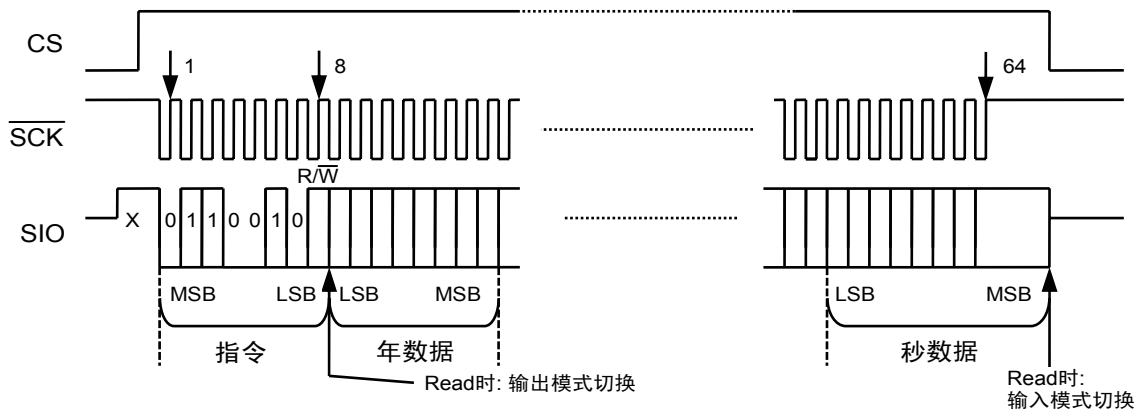 CS
1
8
64
SCK
R/W
SIO
X 0 1 1 0 0 1 0
MSB LSB LSB MSB LSB MSB
指令 年数据 秒数据
Read时: 输出模式切换
Read时:
输入模式切换